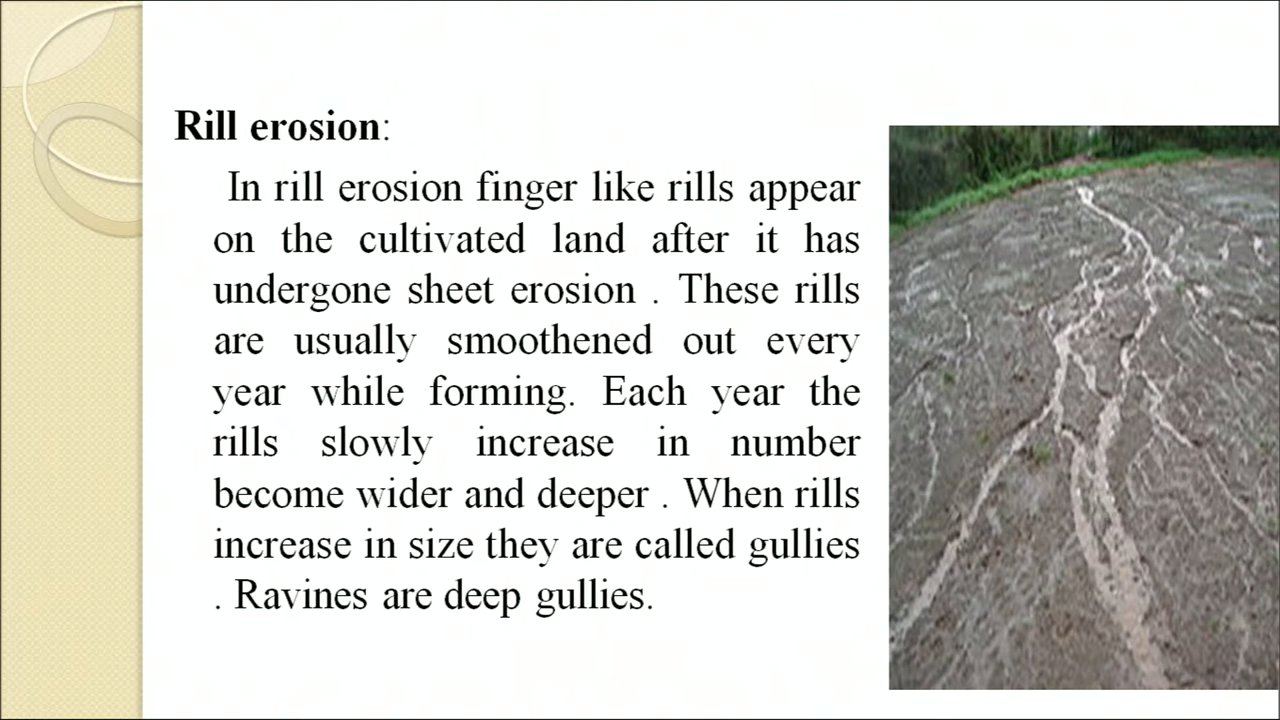 Rill erosion:
In rill erosion finger like rills appear
on the cultivated land after it has
undergone sheet erosion . These rills
are usually smoothened out every
year while forming. Each year the
rills slowly increase in number
become wider and deeper . When rills
increase in size they are called gullies
. Ravines are deep gullies.